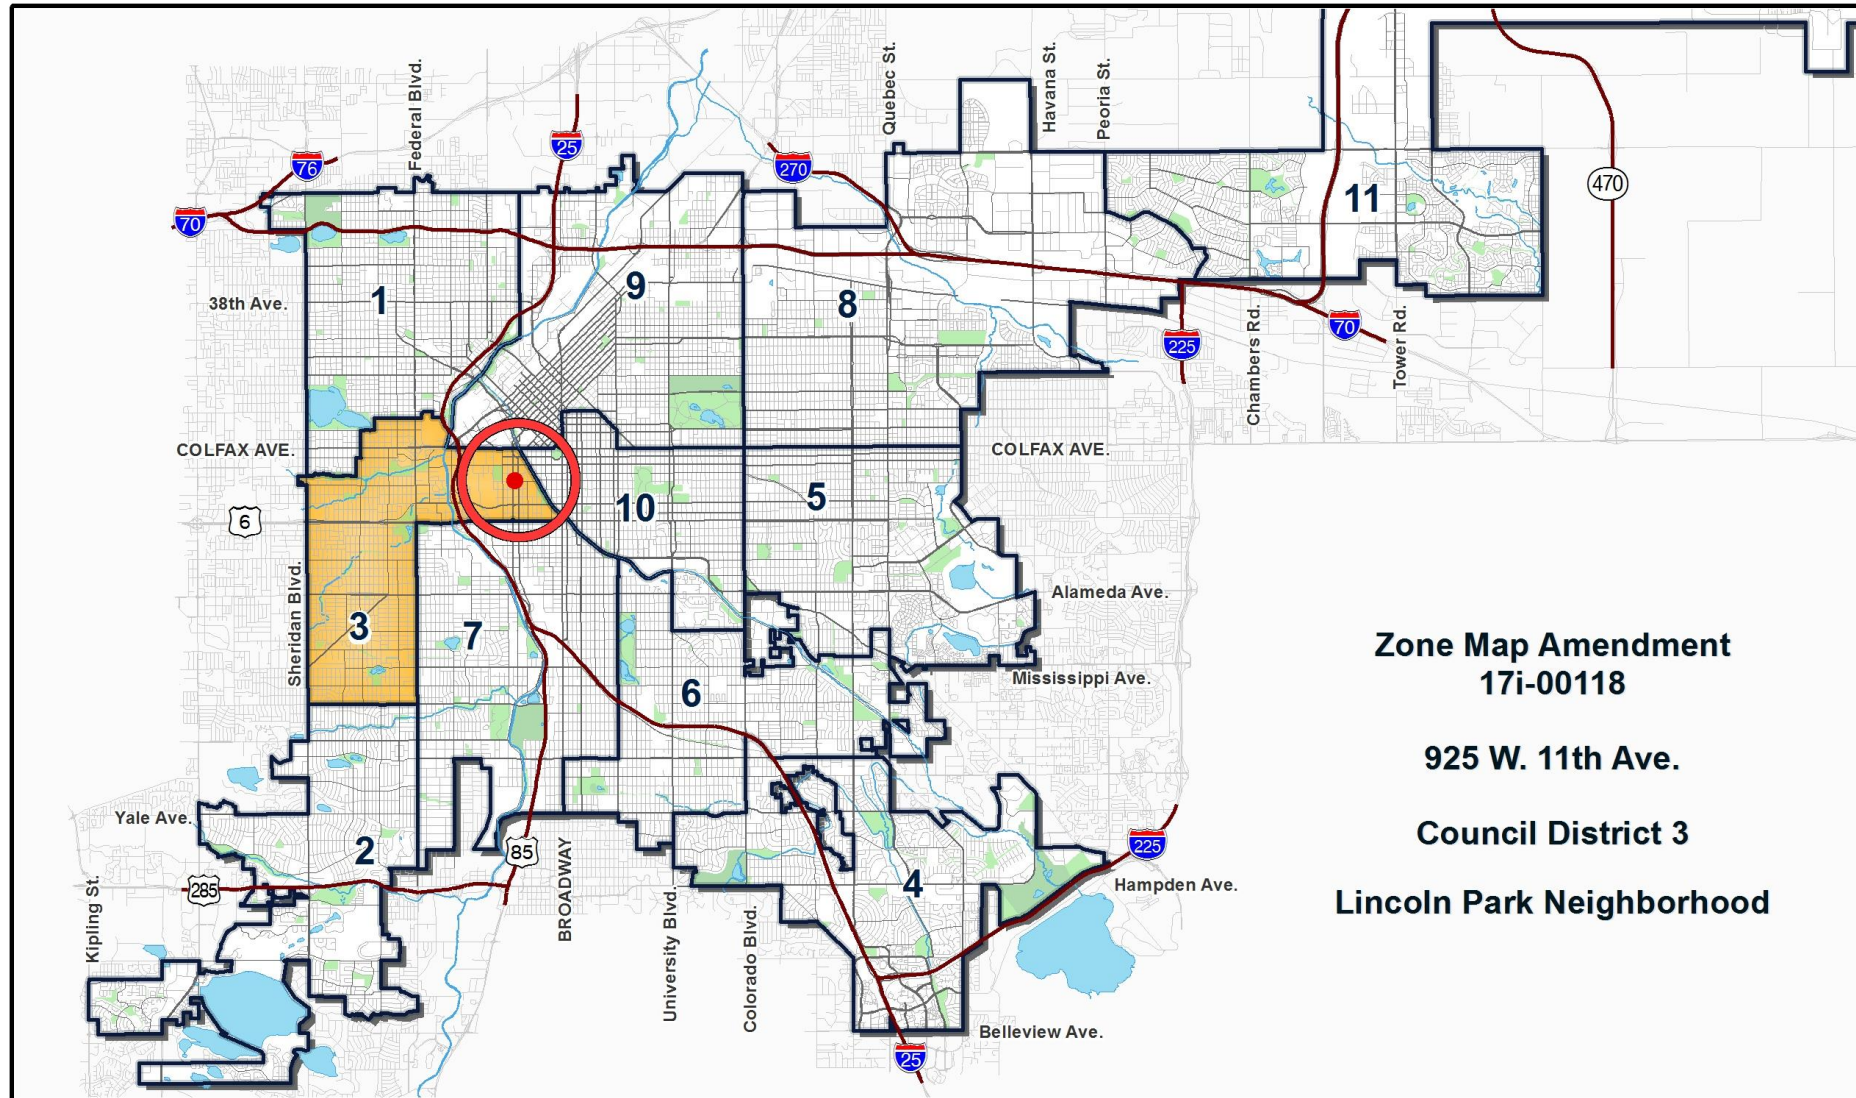 Federal Blvd.
Quebec St.
Havana St.
Peoria St.
25
76
270
70
470
11
1
9
8
38th Ave.
225
Chambers Rd.
70
Tower Rd.
COLFAX AVE.
COLFAX AVE.
6
10
5
Sheridan Blvd.
3
7
Alameda Ave.
Mississippi Ave.
6
Yale Ave.
2
85
225
285
Kipling St.
BROADWAY
University Blvd.
Colorado Blvd.
4
Hampden Ave.
Belleview Ave.
25
Zone Map Amendment
17i-00118
925 W. 11th Ave.
Council District 3
Lincoln Park Neighborhood